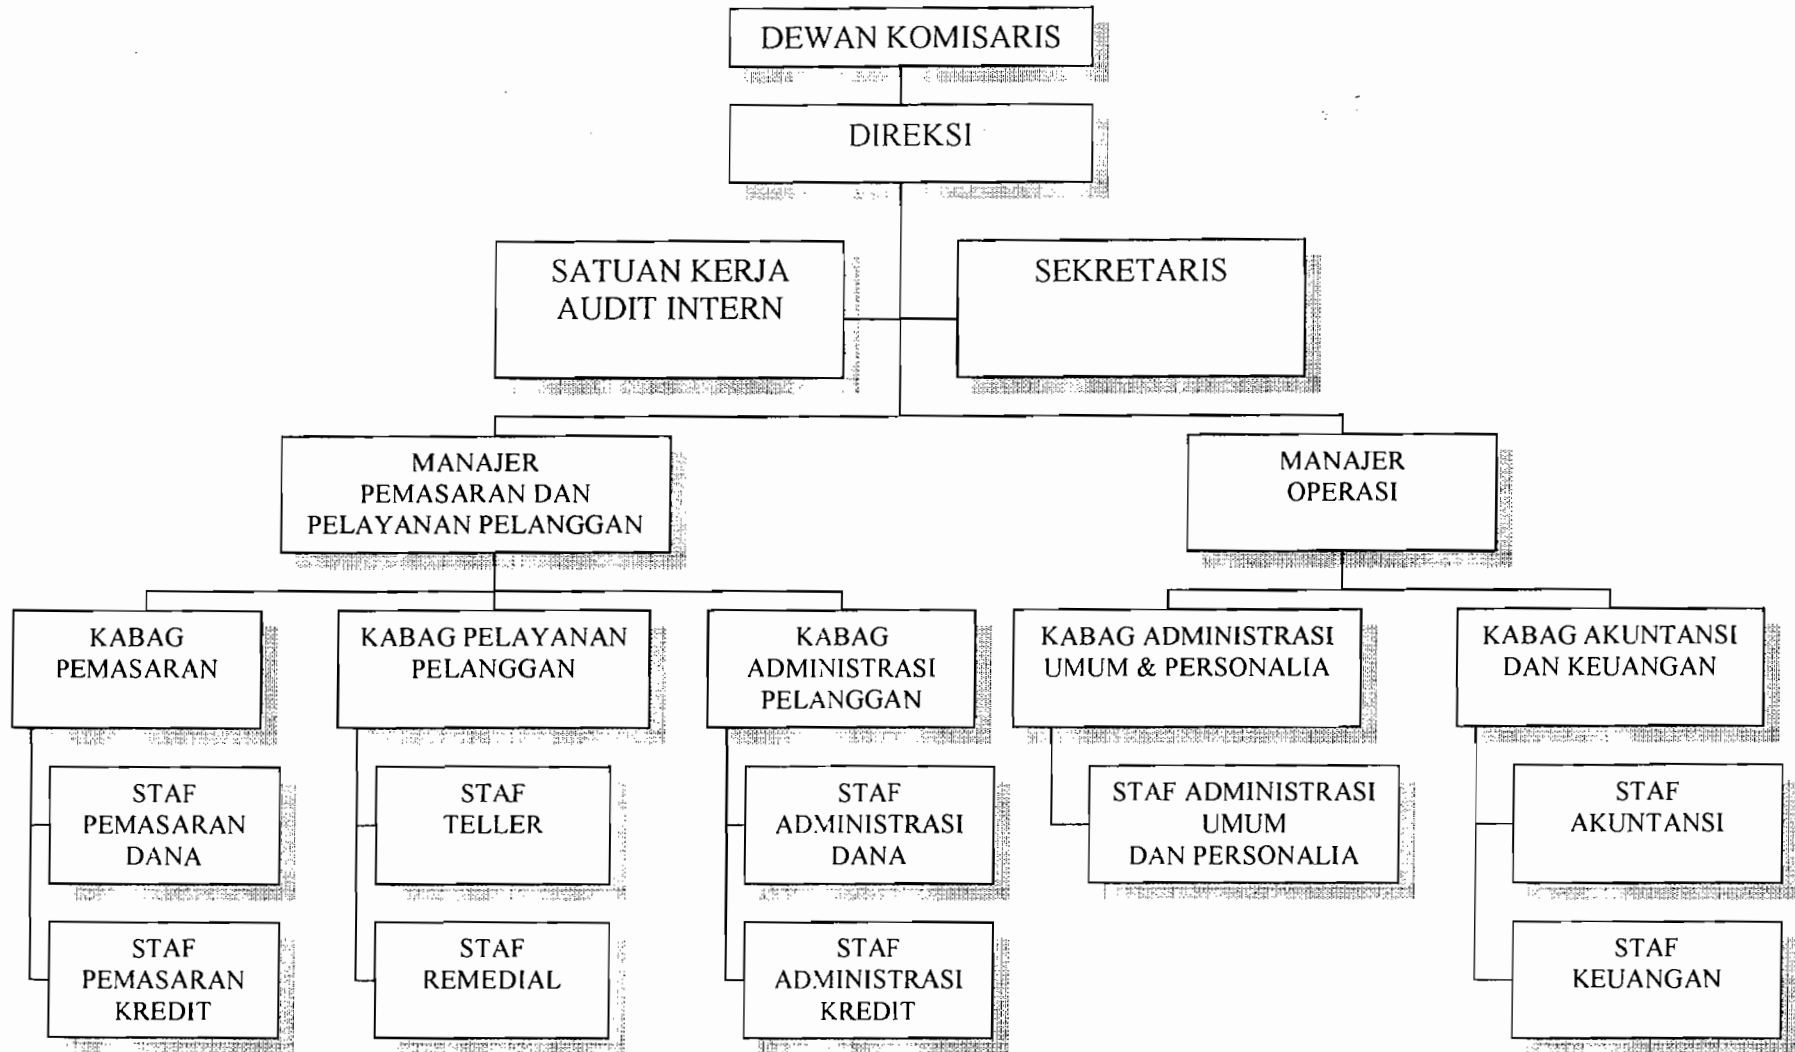 DEWAN KOMISARIS
DIREKSI
SATUAN KERJA
AUDIT INTERN
SEKRETARIS
MANAJER
PEMASARAN DAN
PELAYANAN PELANGGAN
MANAJER
OPERASI
KABAG
PEMASARAN
KABAG PELAYANAN
PELANGGAN
KABAG
ADMINISTRASI
PELANGGAN
KABAG ADMINISTRASI
UMUM & PERSONALIA
KABAG AKUNTANSI
DAN KEUANGAN
STAF
PEMASARAN
DANA
STAF
TELLER
STAF
ADMINISTRASI
DANA
STAF ADMINISTRASI
UMUM
DAN PERSONALIA
STAF
AKUNTANSI
STAF
PEMASARAN
KREDIT
STAF
REMEDIAL
STAF
ADMINISTRASI
KREDIT
STAF
KEUANGAN